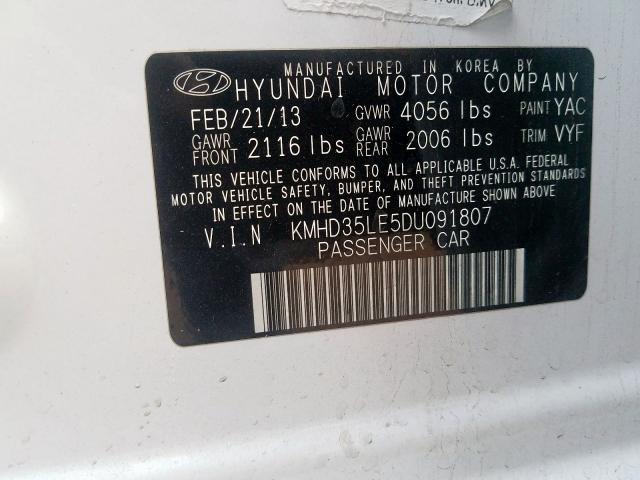 MANUFACTURED IN KOREA BY
HYUNDAI MOTOR COMPANY
FEB/21/13 GVWR 4056 lbs PAINT YAC
GAWR FRONT 2116 lbs GAWR REAR 2006 lbs TRIM VYF
THIS VEHICLE CONFORMS TO ALL APPLICABLE U.S.A. FEDERAL
MOTOR VEHICLE SAFETY, BUMPER, AND THEFT PREVENTION STANDARDS
IN EFFECT ON THE DATE OF MANUFACTURE SHOWN ABOVE
V.I.N KMHD35LE5DU091807
PASSENGER CAR